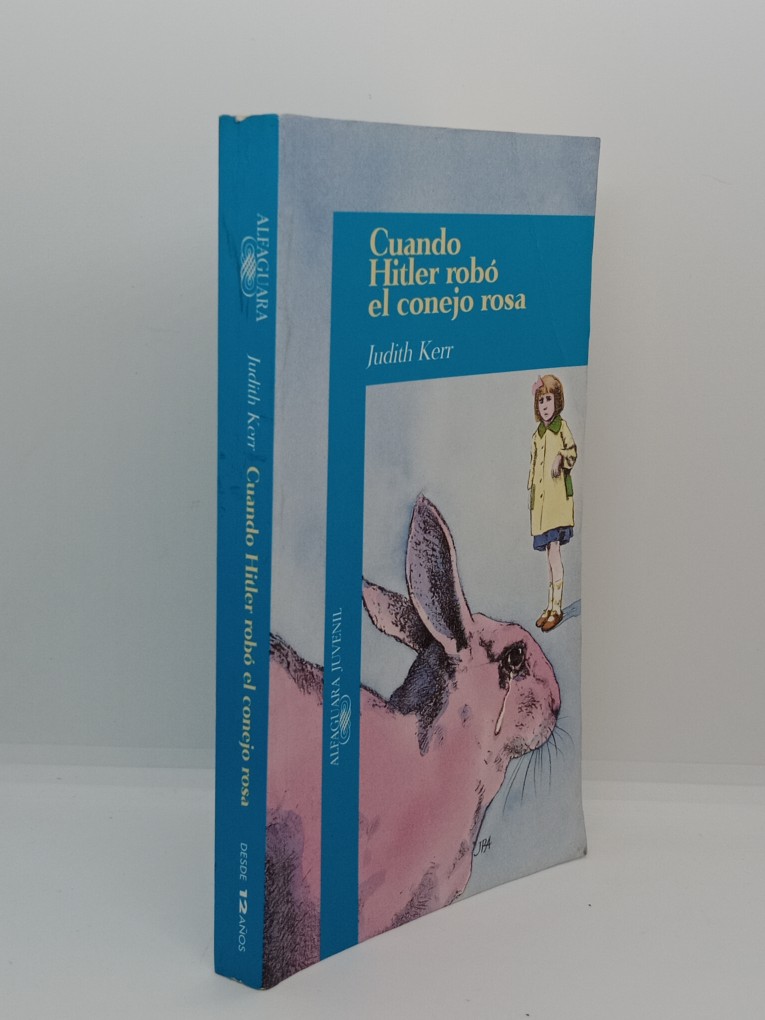 ALFAGUARA
Judith Kerr
Cuando Hitler robó el conejo rosa
DESDE 12 AÑOS
Cuando
Hitler robó
el conejo rosa
Judith Kerr
ALFAGUARA JUVENIL
JPA